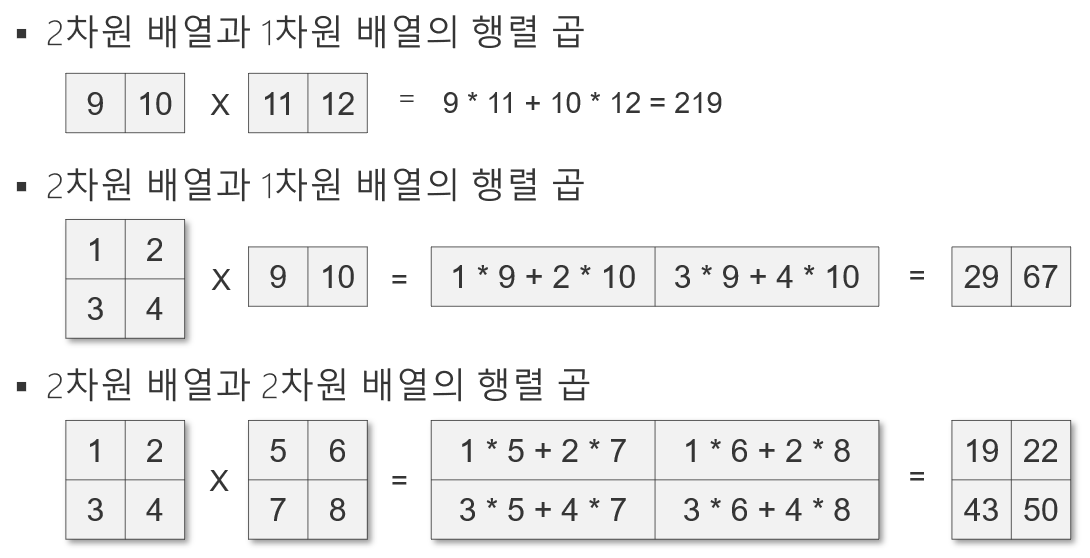 ▪ 2차원 배열과 1차원 배열의 행렬 곱
9 10 X 11 12 = 9 * 11 + 10 * 12 = 219
▪ 2차원 배열과 1차원 배열의 행렬 곱
1 2
3 4
X 9 10 = 1 * 9 + 2 * 10 3 * 9 + 4 * 10 = 29 67
▪ 2차원 배열과 2차원 배열의 행렬 곱
1 2
3 4
X
5 6
7 8
=
1 * 5 + 2 * 7 1 * 6 + 2 * 8
3 * 5 + 4 * 7 3 * 6 + 4 * 8
=
19 22
43 50